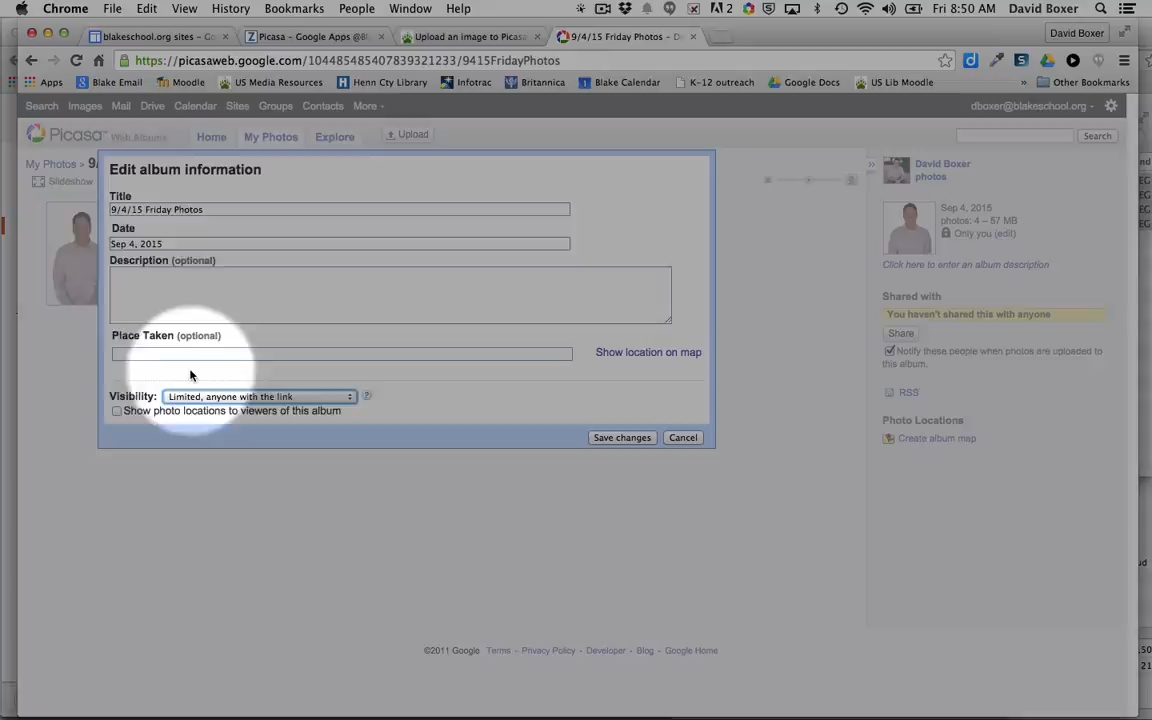 Chrome File Edit View History Bookmarks People Window Help 2 Fri 8:50 AM David Boxer
blakeschool.org sites - Go Picasa - Google Apps @Bl Upload an image to Picasa 9/4/15 Friday Photos - D David Boxer
https://picasaweb.google.com/104485485407839321233/9415FridayPhotos
Apps Blake Email Moodle US Media Resources Henn Cty Library Infotrac Britannica Blake Calendar K-12 outreach Google Docs US Lib Moodle » Other Bookmarks
Search Images Mail Drive Calendar Sites Groups Contacts More dboxer@blakeschool.org
Picasa Web Albums Home My Photos Explore Upload Search
My Photos > 9/
Slideshow
Edit album information
Title
9/4/15 Friday Photos
Date
Sep 4, 2015
Description (optional)
Place Taken (optional)
Show location on map
Visibility: Limited, anyone with the link ?
Show photo locations to viewers of this album
Save changes Cancel
»
David Boxer
photos
Sep 4, 2015
photos: 4 – 57 MB
Only you (edit)
Click here to enter an album description
Shared with
You haven't shared this with anyone
Share
Notify these people when photos are uploaded to
this album.
RSS
Photo Locations
Create album map
©2011 Google Terms - Privacy Policy - Developer - Blog - Google Home